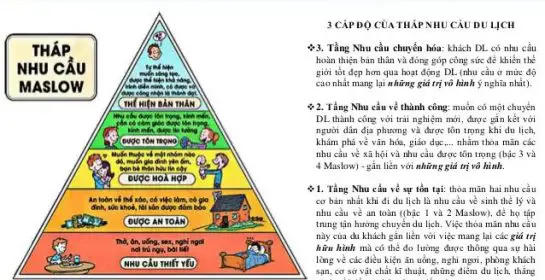 THÁP
NHU CẦU
MASLOW
Tự thể hiện
muốn sáng tạo,
được thể hiện khả năng,
trình diễn mình, có được và
được công nhận là thành đạt
THỂ HIỆN BẢN THÂN
Nhu cầu được tôn trọng, kính mến,
cần có cảm giác được tôn trọng,
kính mến, được tin tưởng
ĐƯỢC TÔN TRỌNG
Muốn thuộc về một nhóm nào
đó, muốn gia đình yên ấm,
bạn bè thân hữu tin cậy
ĐƯỢC HOÀ HỢP
An toàn về thể xác, có việc làm, có gia
đình, sức khỏe, tài sản được đảm bảo
ĐƯỢC AN TOÀN
Thở, ăn, uống, sex, nghỉ ngơi
nơi trú ngụ, bài tiết
NHU CẦU THIẾT YẾU
3 CẤP ĐỘ CỦA THÁP NHU CẦU DU LỊCH
❖3. Tầng Nhu cầu chuyển hóa: khách DL có nhu cầu
hoàn thiện bản thân và đóng góp công sức để khiến thế
giới tốt đẹp hơn qua hoạt động DL (nhu cầu ở mức độ
cao nhất mang lại những giá trị vô hình ý nghĩa nhất).
❖2. Tầng Nhu cầu về thành công: muốn có một chuyến
DL thành công với trải nghiệm mới, được gắn kết với
người dân địa phương và được tôn trọng khi du lịch,
khám phá về văn hóa, giáo dục,... nhằm thỏa mãn các
nhu cầu về xã hội và nhu cầu được tôn trọng (bậc 3 và
4 Maslow) - gắn liền với những giá trị vô hình.
❖1. Tầng Nhu cầu về sự tồn tại: thỏa mãn hai nhu cầu
cơ bản nhất khi đi du lịch là nhu cầu về sinh thể lý và
nhu cầu về an toàn ((bậc 1 và 2 Maslow), để họ tập
trung tận hưởng chuyến du lịch. Việc thỏa mãn nhu cầu
này của du khách gắn liền với việc mang lại các giá trị
hữu hình mà có thể đo lường được thông qua sự hài
lòng về các điều kiện ăn uống, nghỉ ngơi, phòng khách
sạn, cơ sở vật chất kĩ thuật, những điểm du lịch, thắng